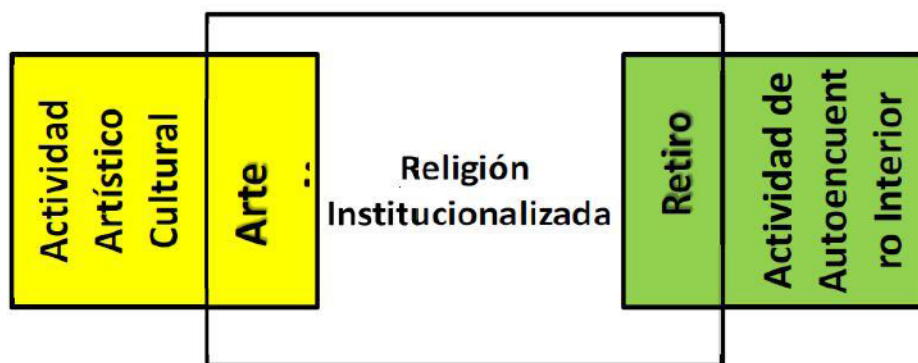 Actividad
Artístico
Cultural
Arte
Religión
Institucionalizada
Retiro
Actividad de
Autoencuent
ro Interior